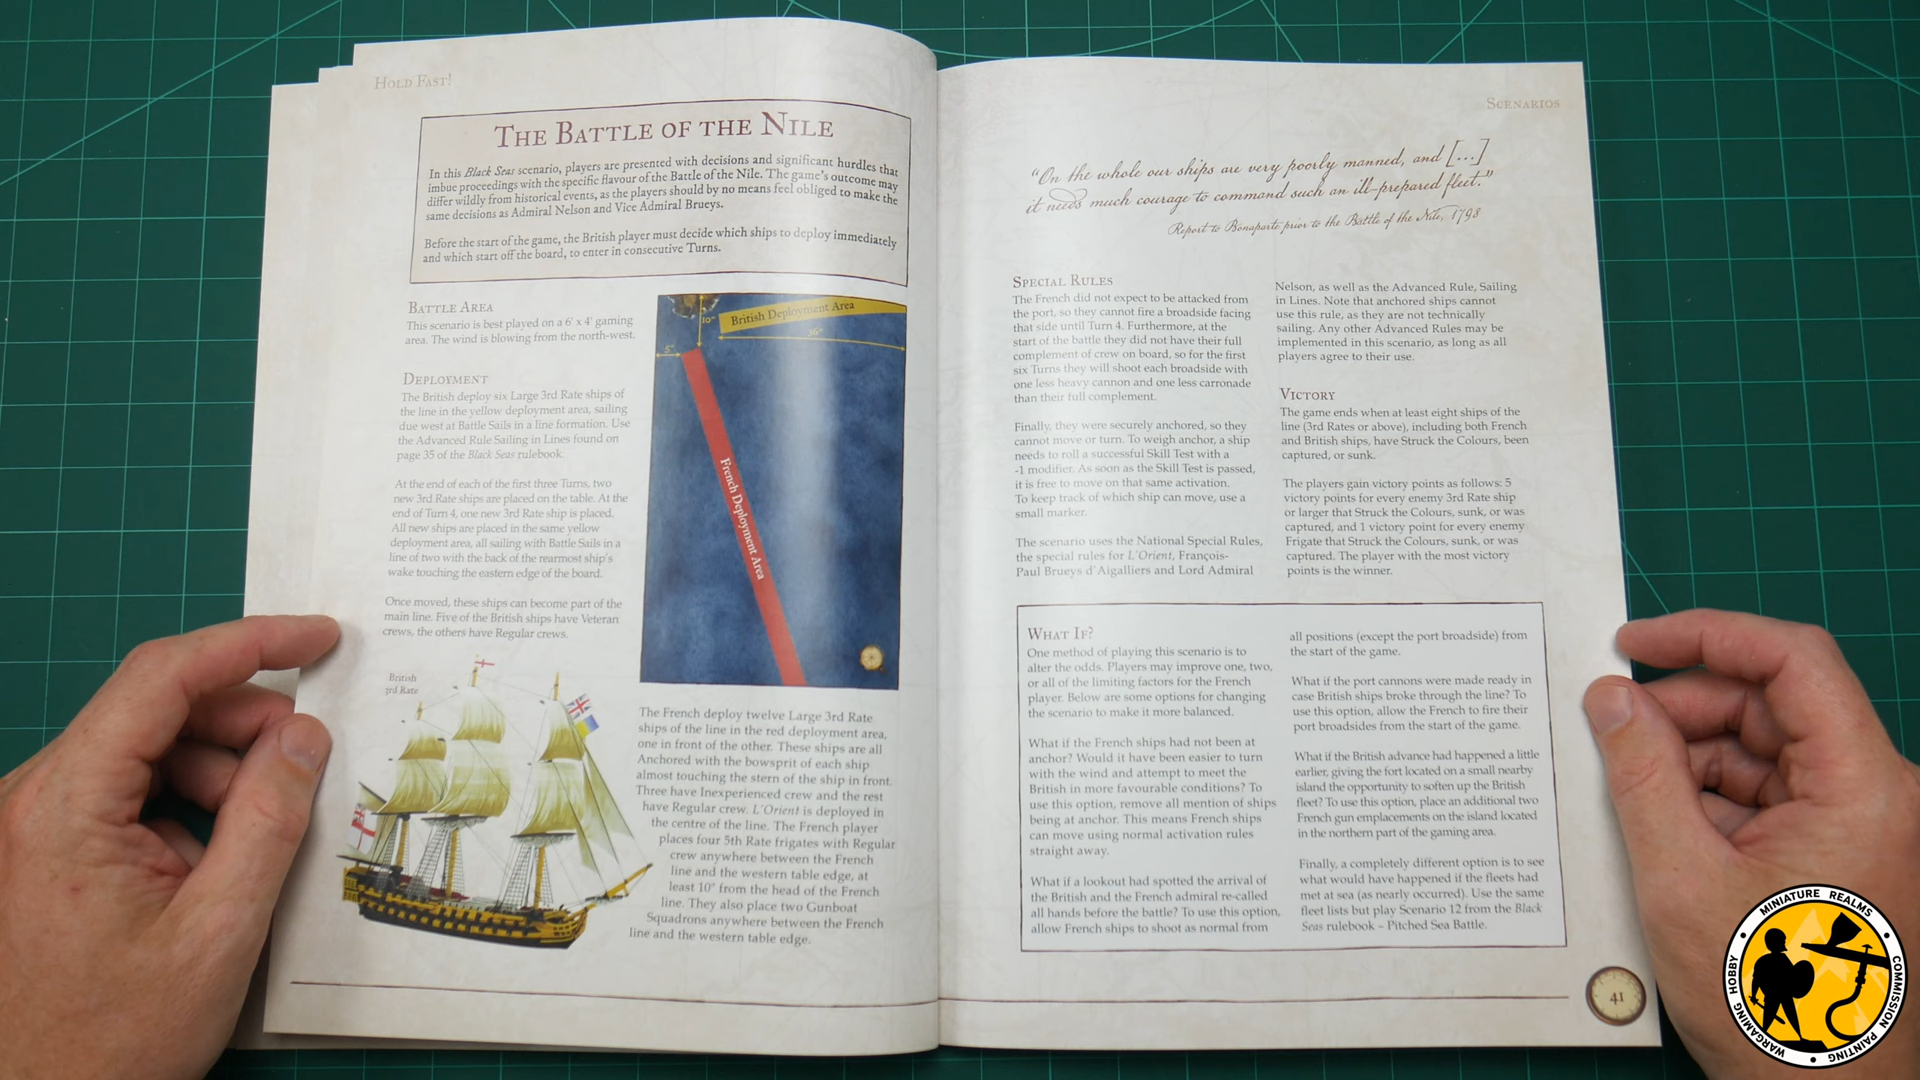 Hold Fast!
The Battle of the Nile
In this Black Seas scenario, players are presented with decisions and significant hurdles that
imbue proceedings with the specific flavour of the Battle of the Nile. The game's outcome may
differ wildly from historical events, as the players should by no means feel obliged to make the
same decisions as Admiral Nelson and Vice Admiral Brueys.
Before the start of the game, the British player must decide which ships to deploy immediately
and which start off the board, to enter in consecutive Turns.
Battle Area
This scenario is best played on a 6' x 4' gaming
area. The wind is blowing from the north-west.
Deployment
The British deploy six Large 3rd Rate ships of
the line in the yellow deployment area, sailing
due west at Battle Sails in a line formation. Use
the Advanced Rule Sailing in Lines found on
page 35 of the Black Seas rulebook.
At the end of each of the first three Turns, two
new 3rd Rate ships are placed on the table. At the
end of Turn 4, one new 3rd Rate ship is placed.
All new ships are placed in the same yellow
deployment area, all sailing with Battle Sails in a
line of two with the back of the rearmost ship's
wake touching the eastern edge of the board.
Once moved, these ships can become part of the
main line. Five of the British ships have Veteran
crews, the others have Regular crews.
British
3rd Rate
10"
British Deployment Area
36"
5"
French Deployment Area
The French deploy twelve Large 3rd Rate
ships of the line in the red deployment area,
one in front of the other. These ships are all
Anchored with the bowsprit of each ship
almost touching the stern of the ship in front.
Three have Inexperienced crew and the rest
have Regular crew. L'Orient is deployed in
the centre of the line. The French player
places four 5th Rate frigates with Regular
crew anywhere between the French
line and the western table edge, at
least 10" from the head of the French
line. They also place two Gunboat
Squadrons anywhere between the French
line and the western table edge.
Scenarios
"On the whole our ships are very poorly manned, and [...]
it needs much courage to command such an ill-prepared fleet."
Report to Bonaparte prior to the Battle of the Nile, 1798
Special Rules
The French did not expect to be attacked from
the port, so they cannot fire a broadside facing
that side until Turn 4. Furthermore, at the
start of the battle they did not have their full
complement of crew on board, so for the first
six Turns they will shoot each broadside with
one less heavy cannon and one less carronade
than their full complement.
Finally, they were securely anchored, so they
cannot move or turn. To weigh anchor, a ship
needs to roll a successful Skill Test with a
-1 modifier. As soon as the Skill Test is passed,
it is free to move on that same activation.
To keep track of which ship can move, use a
small marker.
The scenario uses the National Special Rules,
the special rules for L'Orient, François-
Paul Brueys d'Aigalliers and Lord Admiral
Nelson, as well as the Advanced Rule, Sailing
in Lines. Note that anchored ships cannot
use this rule, as they are not technically
sailing. Any other Advanced Rules may be
implemented in this scenario, as long as all
players agree to their use.
Victory
The game ends when at least eight ships of the
line (3rd Rates or above), including both French
and British ships, have Struck the Colours, been
captured, or sunk.
The players gain victory points as follows: 5
victory points for every enemy 3rd Rate ship
or larger that Struck the Colours, sunk, or was
captured, and 1 victory point for every enemy
Frigate that Struck the Colours, sunk, or was
captured. The player with the most victory
points is the winner.
What If?
One method of playing this scenario is to
alter the odds. Players may improve one, two,
or all of the limiting factors for the French
player. Below are some options for changing
the scenario to make it more balanced.
What if the French ships had not been at
anchor? Would it have been easier to turn
with the wind and attempt to meet the
British in more favourable conditions? To
use this option, remove all mention of ships
being at anchor. This means French ships
can move using normal activation rules
straight away.
What if a lookout had spotted the arrival of
the British and the French admiral re-called
all hands before the battle? To use this option,
allow French ships to shoot as normal from
all positions (except the port broadside) from
the start of the game.
What if the port cannons were made ready in
case British ships broke through the line? To
use this option, allow the French to fire their
port broadsides from the start of the game.
What if the British advance had happened a little
earlier, giving the fort located on a small nearby
island the opportunity to soften up the British
fleet? To use this option, place an additional two
French gun emplacements on the island located
in the northern part of the gaming area.
Finally, a completely different option is to see
what would have happened if the fleets had
met at sea (as nearly occurred). Use the same
fleet lists but play Scenario 12 from the Black
Seas rulebook – Pitched Sea Battle.
41
MINIATURE REALMS
COMMISSION PAINTING
WARGAMING HOBBY